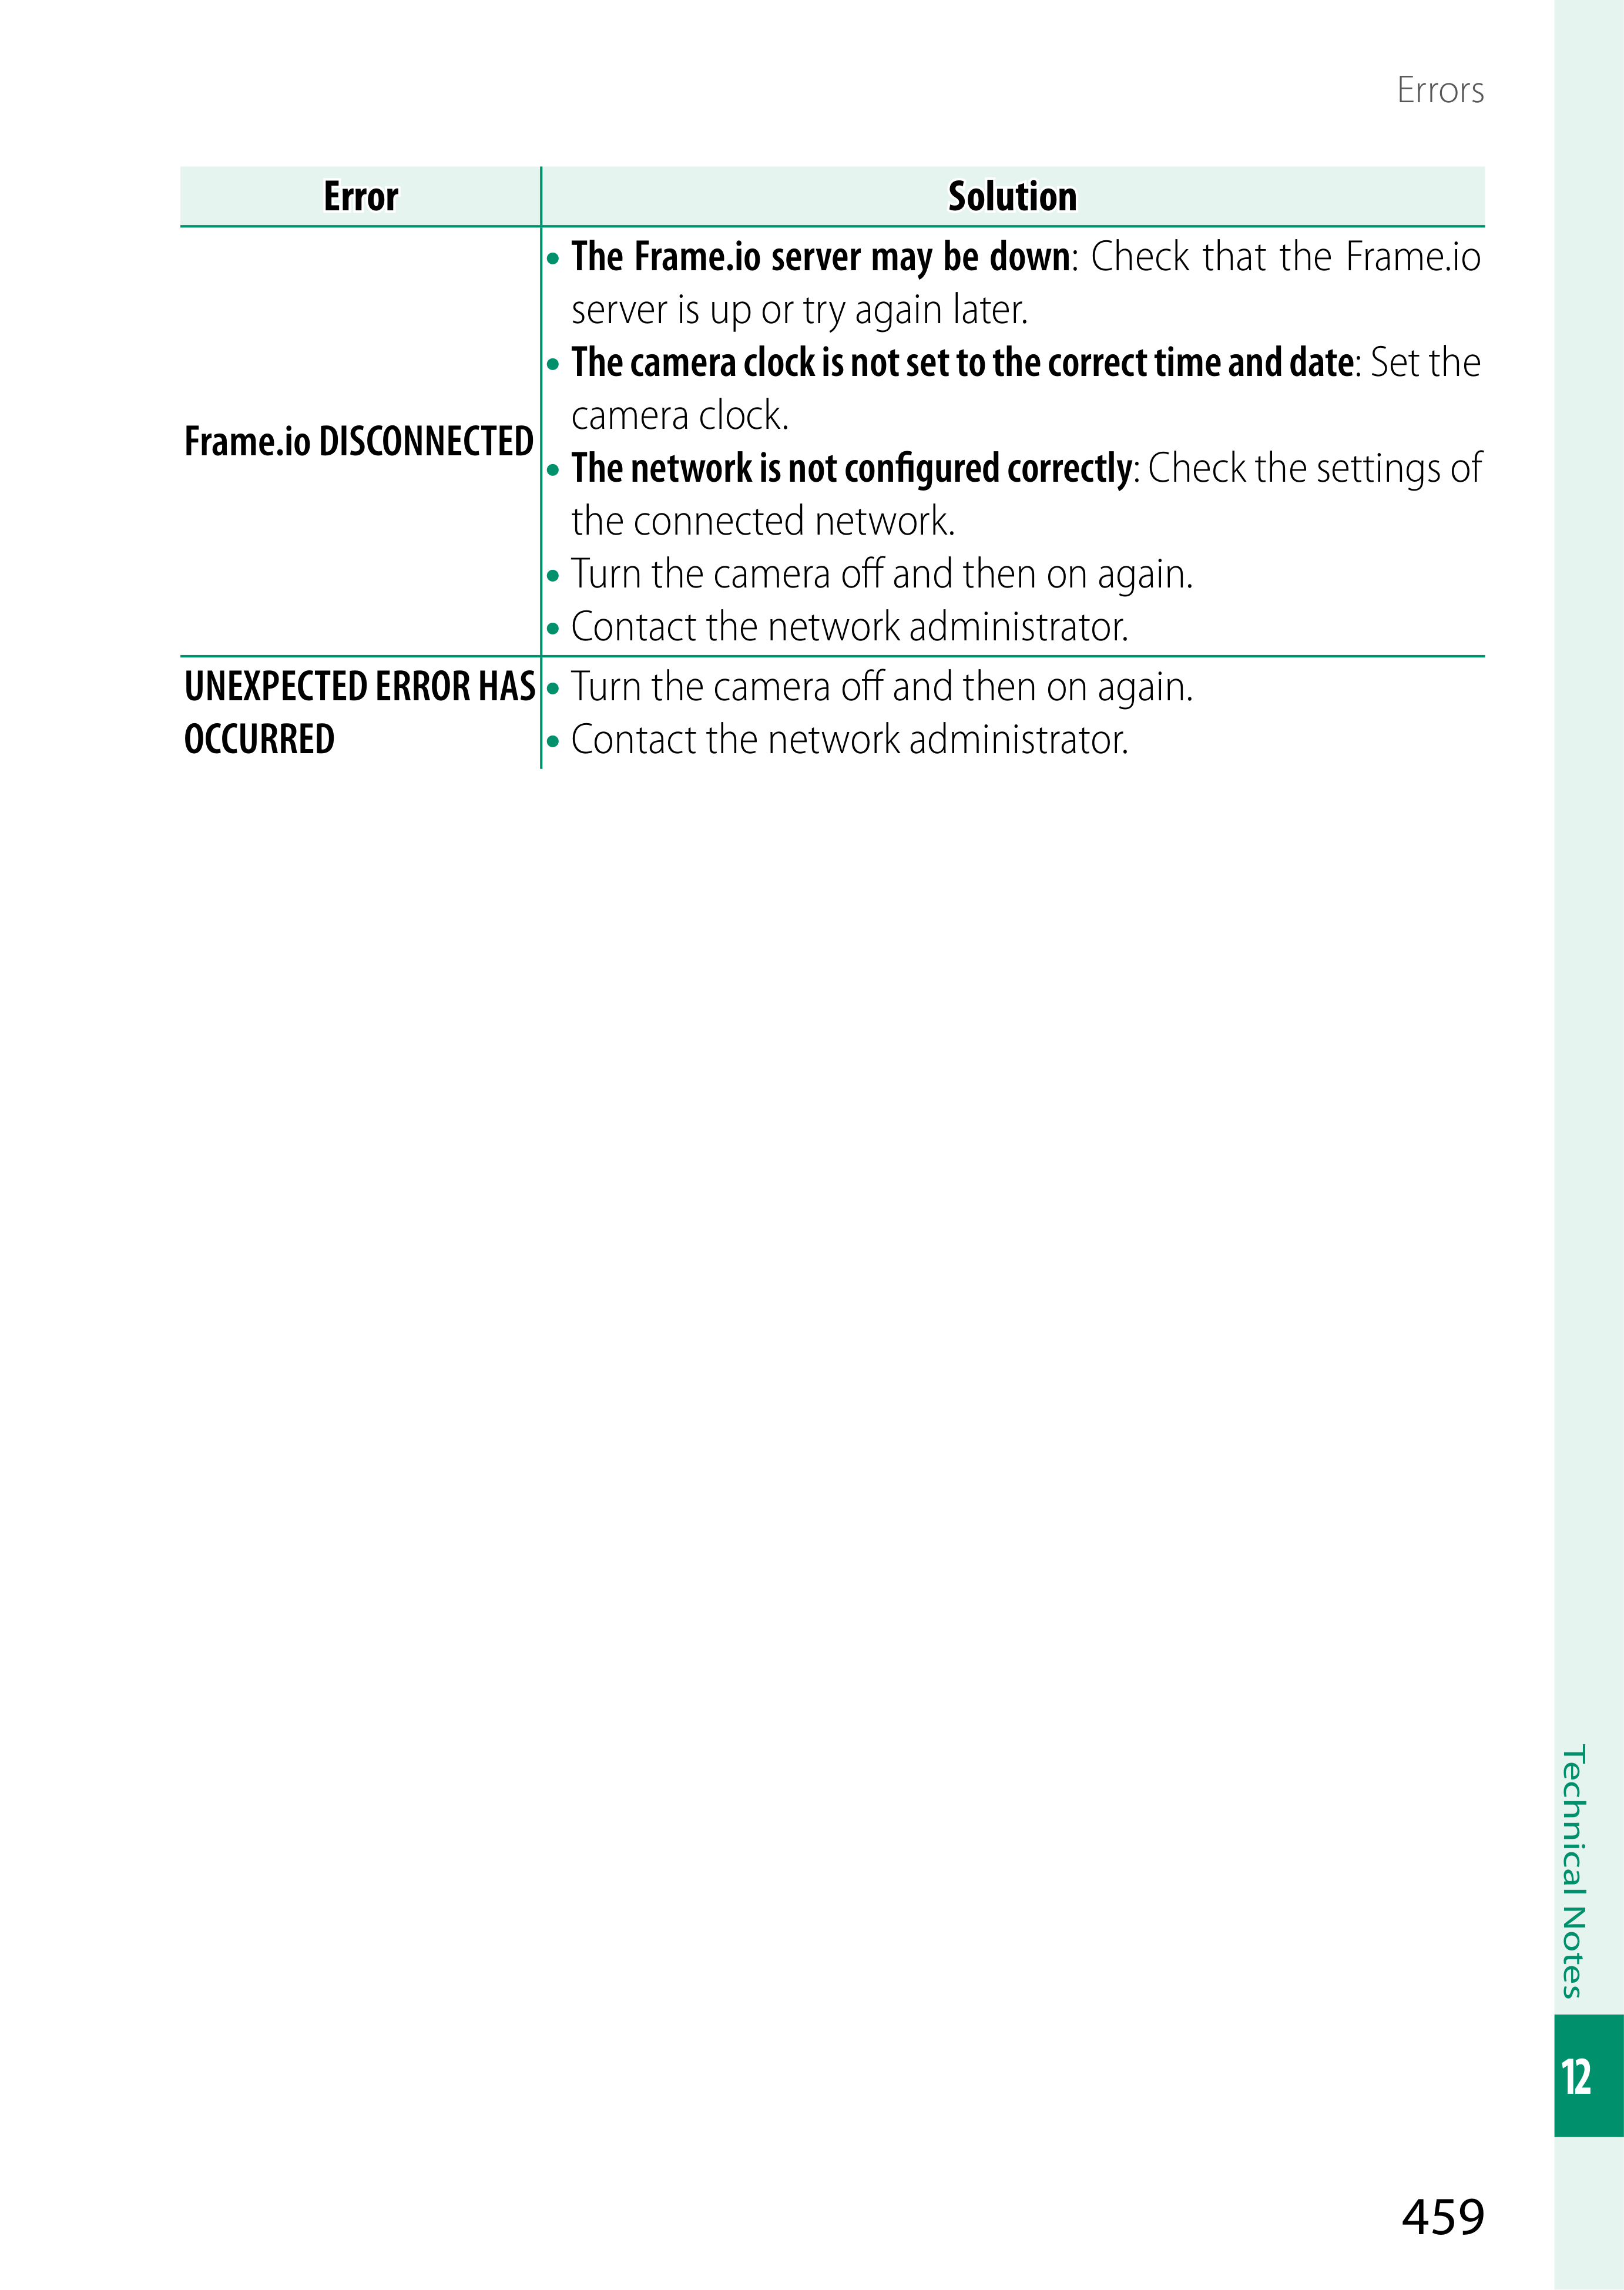 Errors
Error
Solution
Frame.io DISCONNECTED
• The Frame.io server may be down: Check that the Frame.io
server is up or try again later.
• The camera clock is not set to the correct time and date: Set the
camera clock.
• The network is not configured correctly: Check the settings of
the connected network.
• Turn the camera off and then on again.
• Contact the network administrator.
UNEXPECTED ERROR HAS
OCCURRED
• Turn the camera off and then on again.
• Contact the network administrator.
Technical Notes
12
459